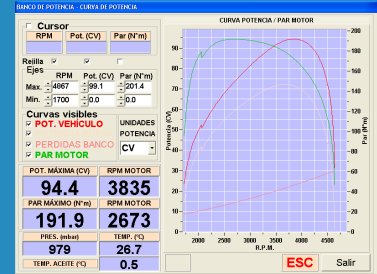 BANCO DE POTENCIA - CURVA DE POTENCIA
Cursor
RPM Pot. (CV) Par (N*m)
Rejilla
Ejes
RPM Pot. (CV) Par (N*m)
Max. 4867 99.1 201.4
Min. 1700 0.0 0.0
Curvas visibles
POT. VEHÍCULO
UNIDADES
POTENCIA
PERDIDAS BANCO
CV
PAR MOTOR
POT. MÁXIMA (CV) RPM MOTOR
94.4 3835
PAR MÁXIMO (N*m) RPM MOTOR
191.9 2673
PRES. (mbar) TEMP. (ºC)
979 26.7
TEMP. ACEITE (ºC) 0.5
CURVA POTENCIA / PAR MOTOR
Potencia (CV)
90
80
70
60
50
40
30
20
10
0
2000 2500 3000 3500 4000 4500
R.P.M.
200
180
160
140
120
100
80
60
40
20
0
Par (N*m)
ESC Salir